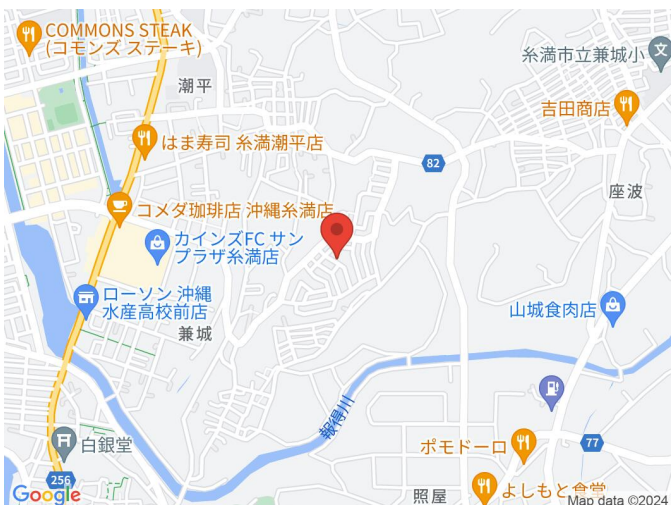 COMMONS STEAK
(コモンズ ステーキ)
潮平
糸満市立兼城小
文
吉田商店
はま寿司 糸満潮平店
82
座波
コメダ珈琲店 沖縄糸満店
カインズFC サン
プラザ糸満店
ローソン 沖縄
水産高校前店
兼城
山城食肉店
報得川
白銀堂
ポモドーロ
77
256
照屋
よしもと食堂
Google
Map data ©2024